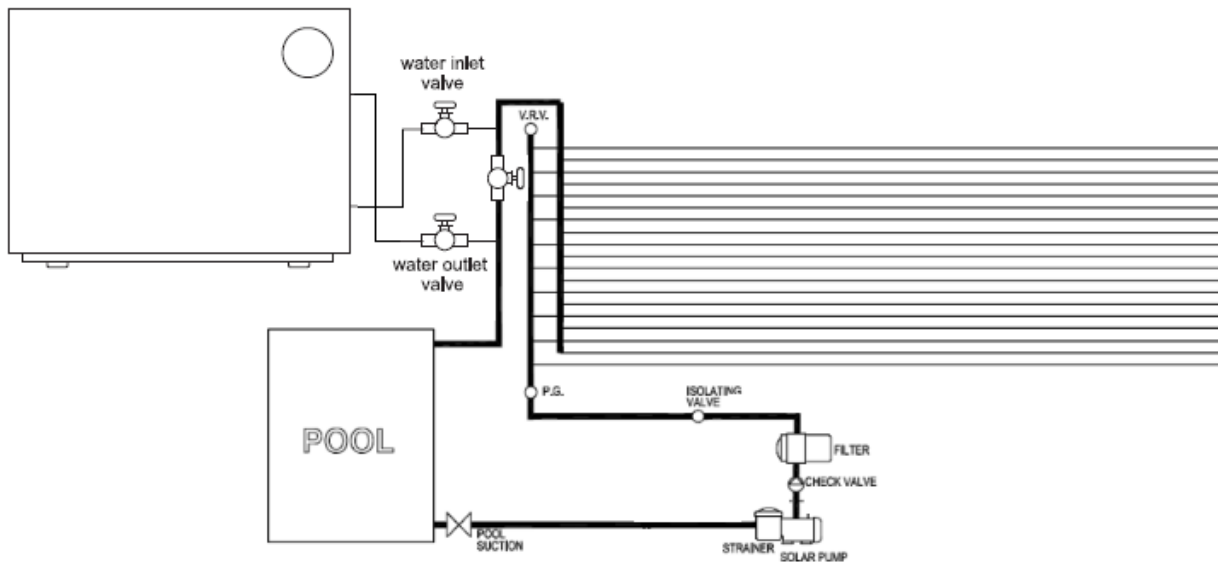 water inlet
valve
V.R.V.
water outlet
valve
P.G.
ISOLATING
VALVE
POOL
FILTER
CHECK VALVE
POOL
SUCTION
STRAINER
SOLAR PUMP